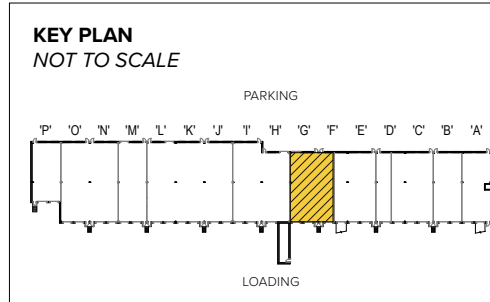 KEY PLAN
NOT TO SCALE
PARKING
'P' 'O' 'N' 'M' 'L' 'K' 'J' 'I' 'H' 'G' 'F' 'E' 'D' 'C' 'B' 'A'
LOADING